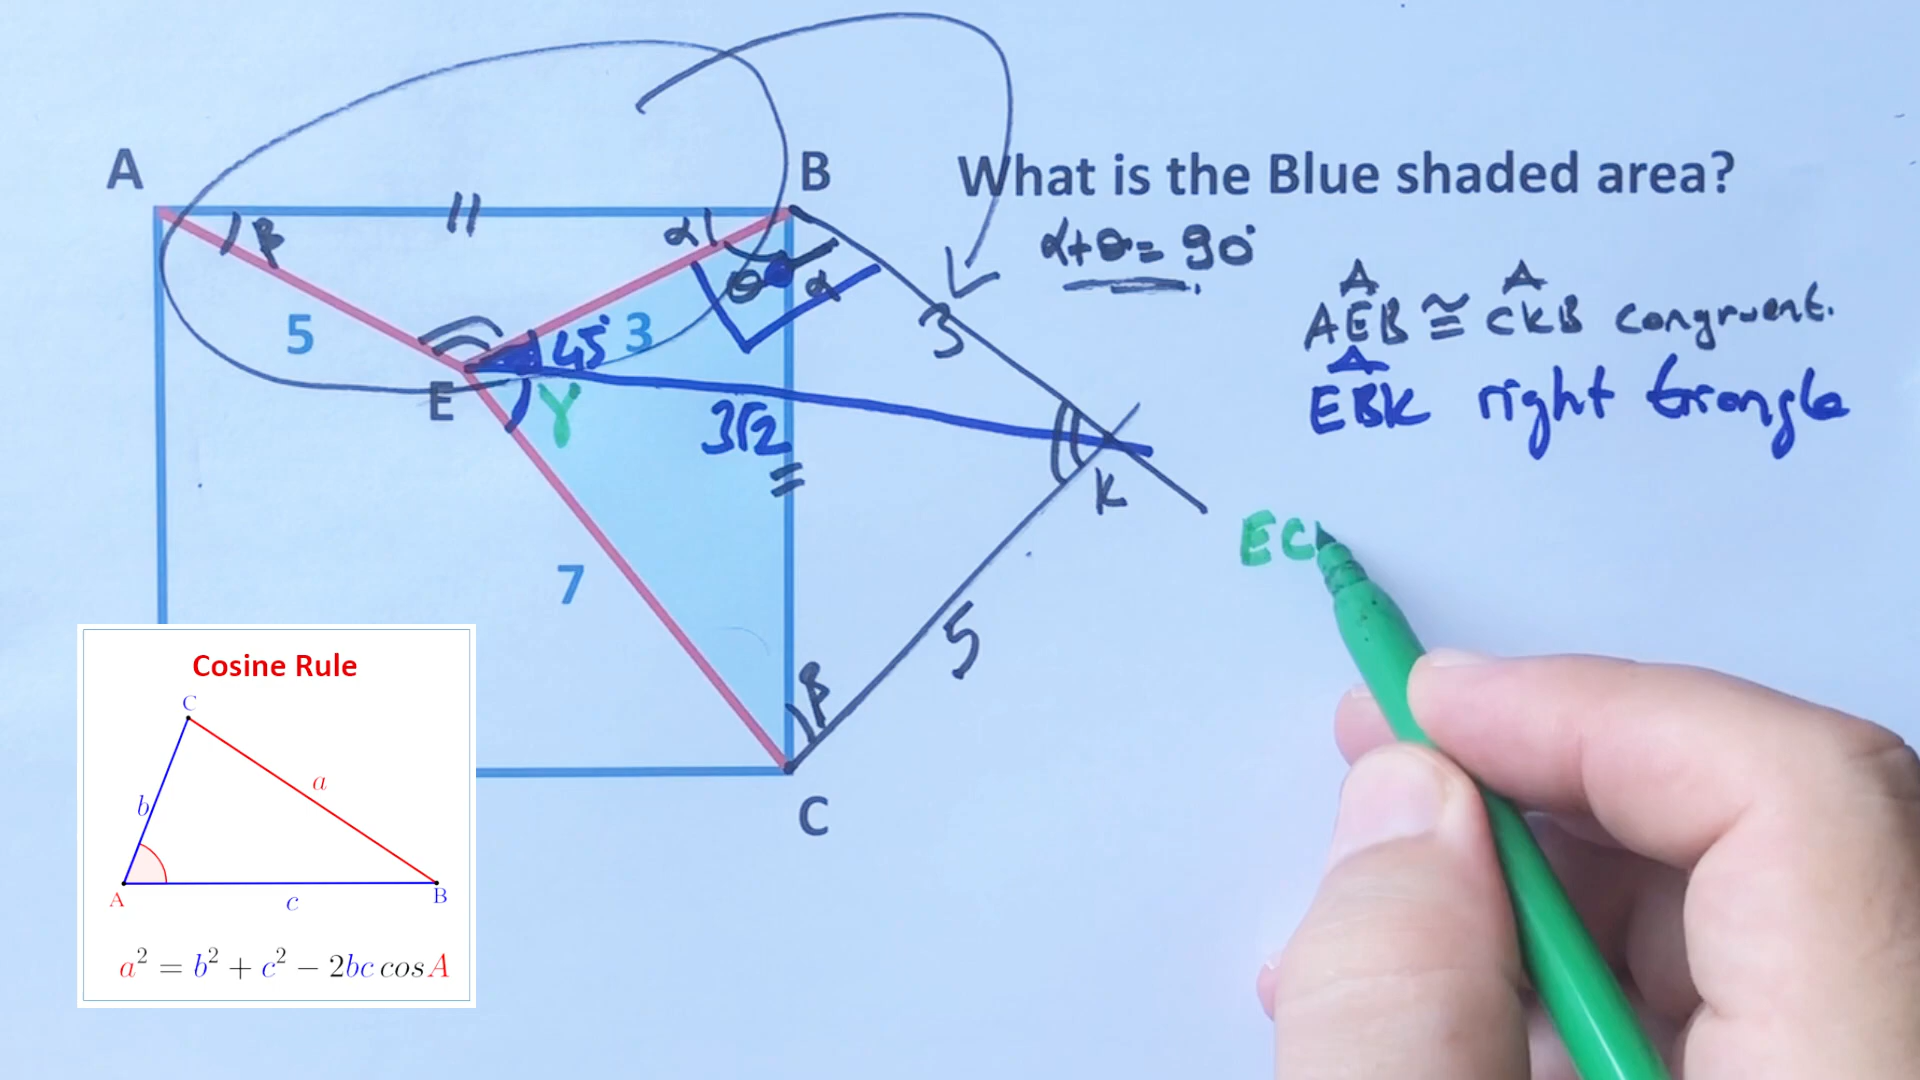 A
B
What is the Blue shaded area?
β
α
α+θ=90°
θ
α
AEB ≅ CKB congruent.
5
45°
3
3
EBK right triangle
E
γ
3√2
K
EC
7
5
β
Cosine Rule
C
a
b
A
c
B
a² = b² + c² − 2bc cos A
C